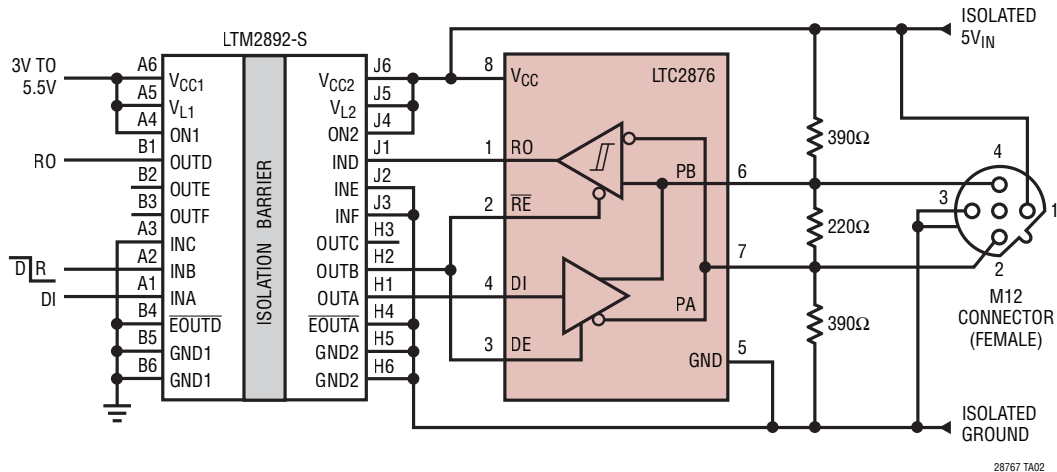 LTM2892-S
3V TO
5.5V
RO
D R
DI
A6
A5
A4
B1
B2
B3
A3
A2
A1
B4
B5
B6
VCC1
VL1
ON1
OUTD
OUTE
OUTF
INC
INB
INA
EOUTD
GND1
GND1
ISOLATION BARRIER
VCC2
VL2
ON2
IND
INE
INF
OUTC
OUTB
OUTA
EOUTA
GND2
GND2
J6
J5
J4
J1
J2
J3
H3
H2
H1
H4
H5
H6
LTC2876
8
VCC
1
RO
2
RE
4
DI
3
DE
PB
6
PA
7
GND
5
390Ω
220Ω
390Ω
ISOLATED
5VIN
4
3
1
2
M12
CONNECTOR
(FEMALE)
ISOLATED
GROUND
28767 TA02